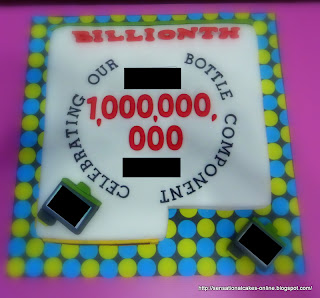 BILLIONTH
CELEBRATING OUR BOTTLE COMPONENT
1,000,000,
000
http://sensationalcakes-online.blogspot.com/